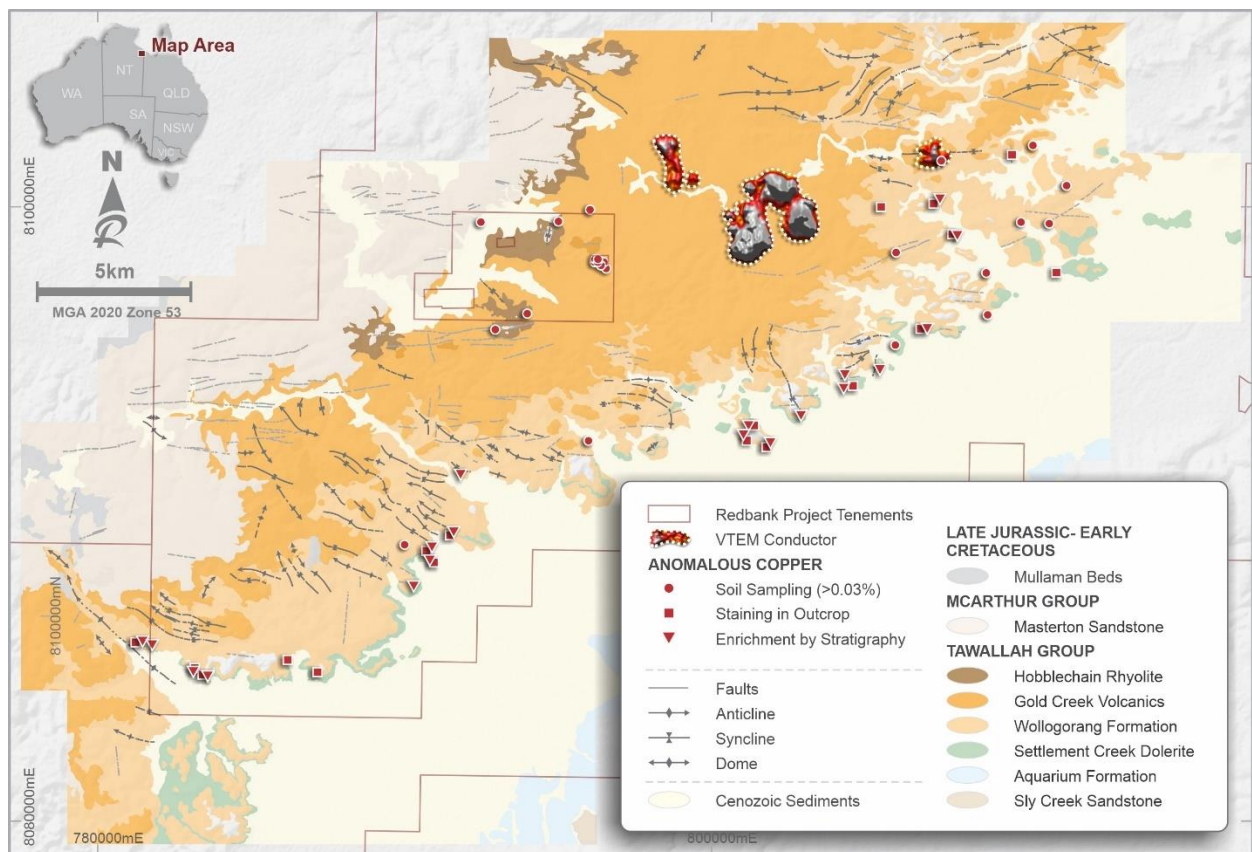 Map Area
NT
WA
QLD
SA
NSW
VIC
N
5km
MGA 2020 Zone 53
8110000mE
8100000mN
8080000mE
780000mE
800000mE
Redbank Project Tenements
VTEM Conductor
ANOMALOUS COPPER
Soil Sampling (>0.03%)
Staining in Outcrop
Enrichment by Stratigraphy
Faults
Anticline
Syncline
Dome
Cenozoic Sediments
LATE JURASSIC- EARLY
CRETACEOUS
Mullaman Beds
MCARTHUR GROUP
Masterton Sandstone
TAWALLAH GROUP
Hobblechain Rhyolite
Gold Creek Volcanics
Wollogorang Formation
Settlement Creek Dolerite
Aquarium Formation
Sly Creek Sandstone